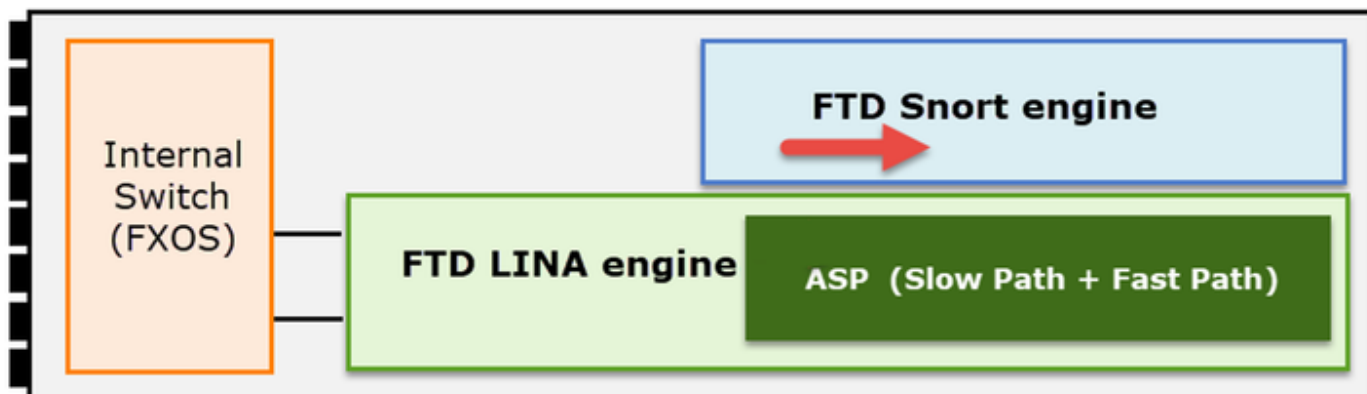 FTD Snort engine
Internal
Switch
(FXOS)
FTD LINA engine
ASP (Slow Path + Fast Path)